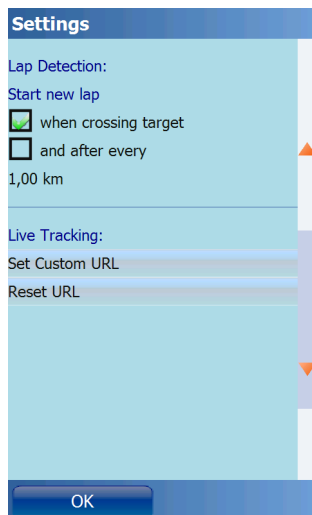 Settings
Lap Detection:
Start new lap
when crossing target
and after every
1,00 km
Live Tracking:
Set Custom URL
Reset URL
OK